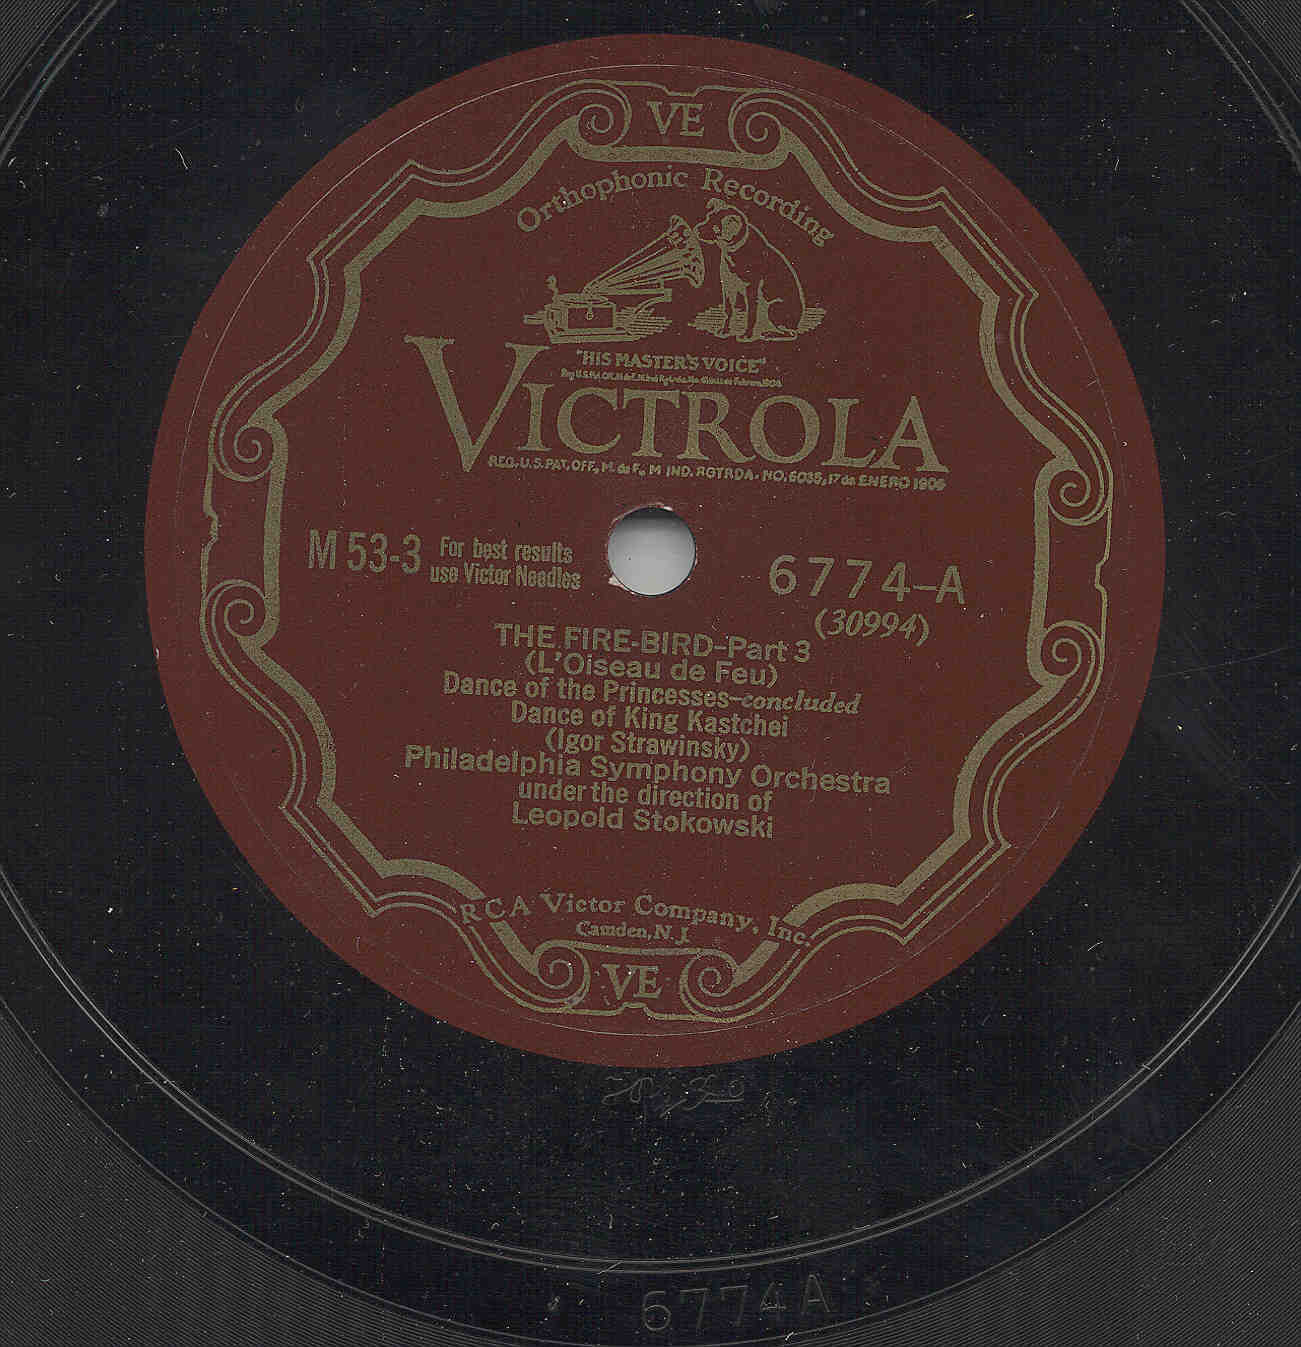 VE
Orthophonic Recording
"HIS MASTER'S VOICE"
VICTROLA
REG. U.S. PAT. OFF., M. de F., M IND. RGTRDA. NO. 6035, 17 de ENERO 1906
M 53-3
For best results
use Victor Needles
6774-A
(30994)
THE FIRE-BIRD-Part 3
(L'Oiseau de Feu)
Dance of the Princesses-concluded
Dance of King Kastchei
(Igor Strawinsky)
Philadelphia Symphony Orchestra
under the direction of
Leopold Stokowski
RCA Victor Company, Inc.
Camden, N. J.
VE
6774A